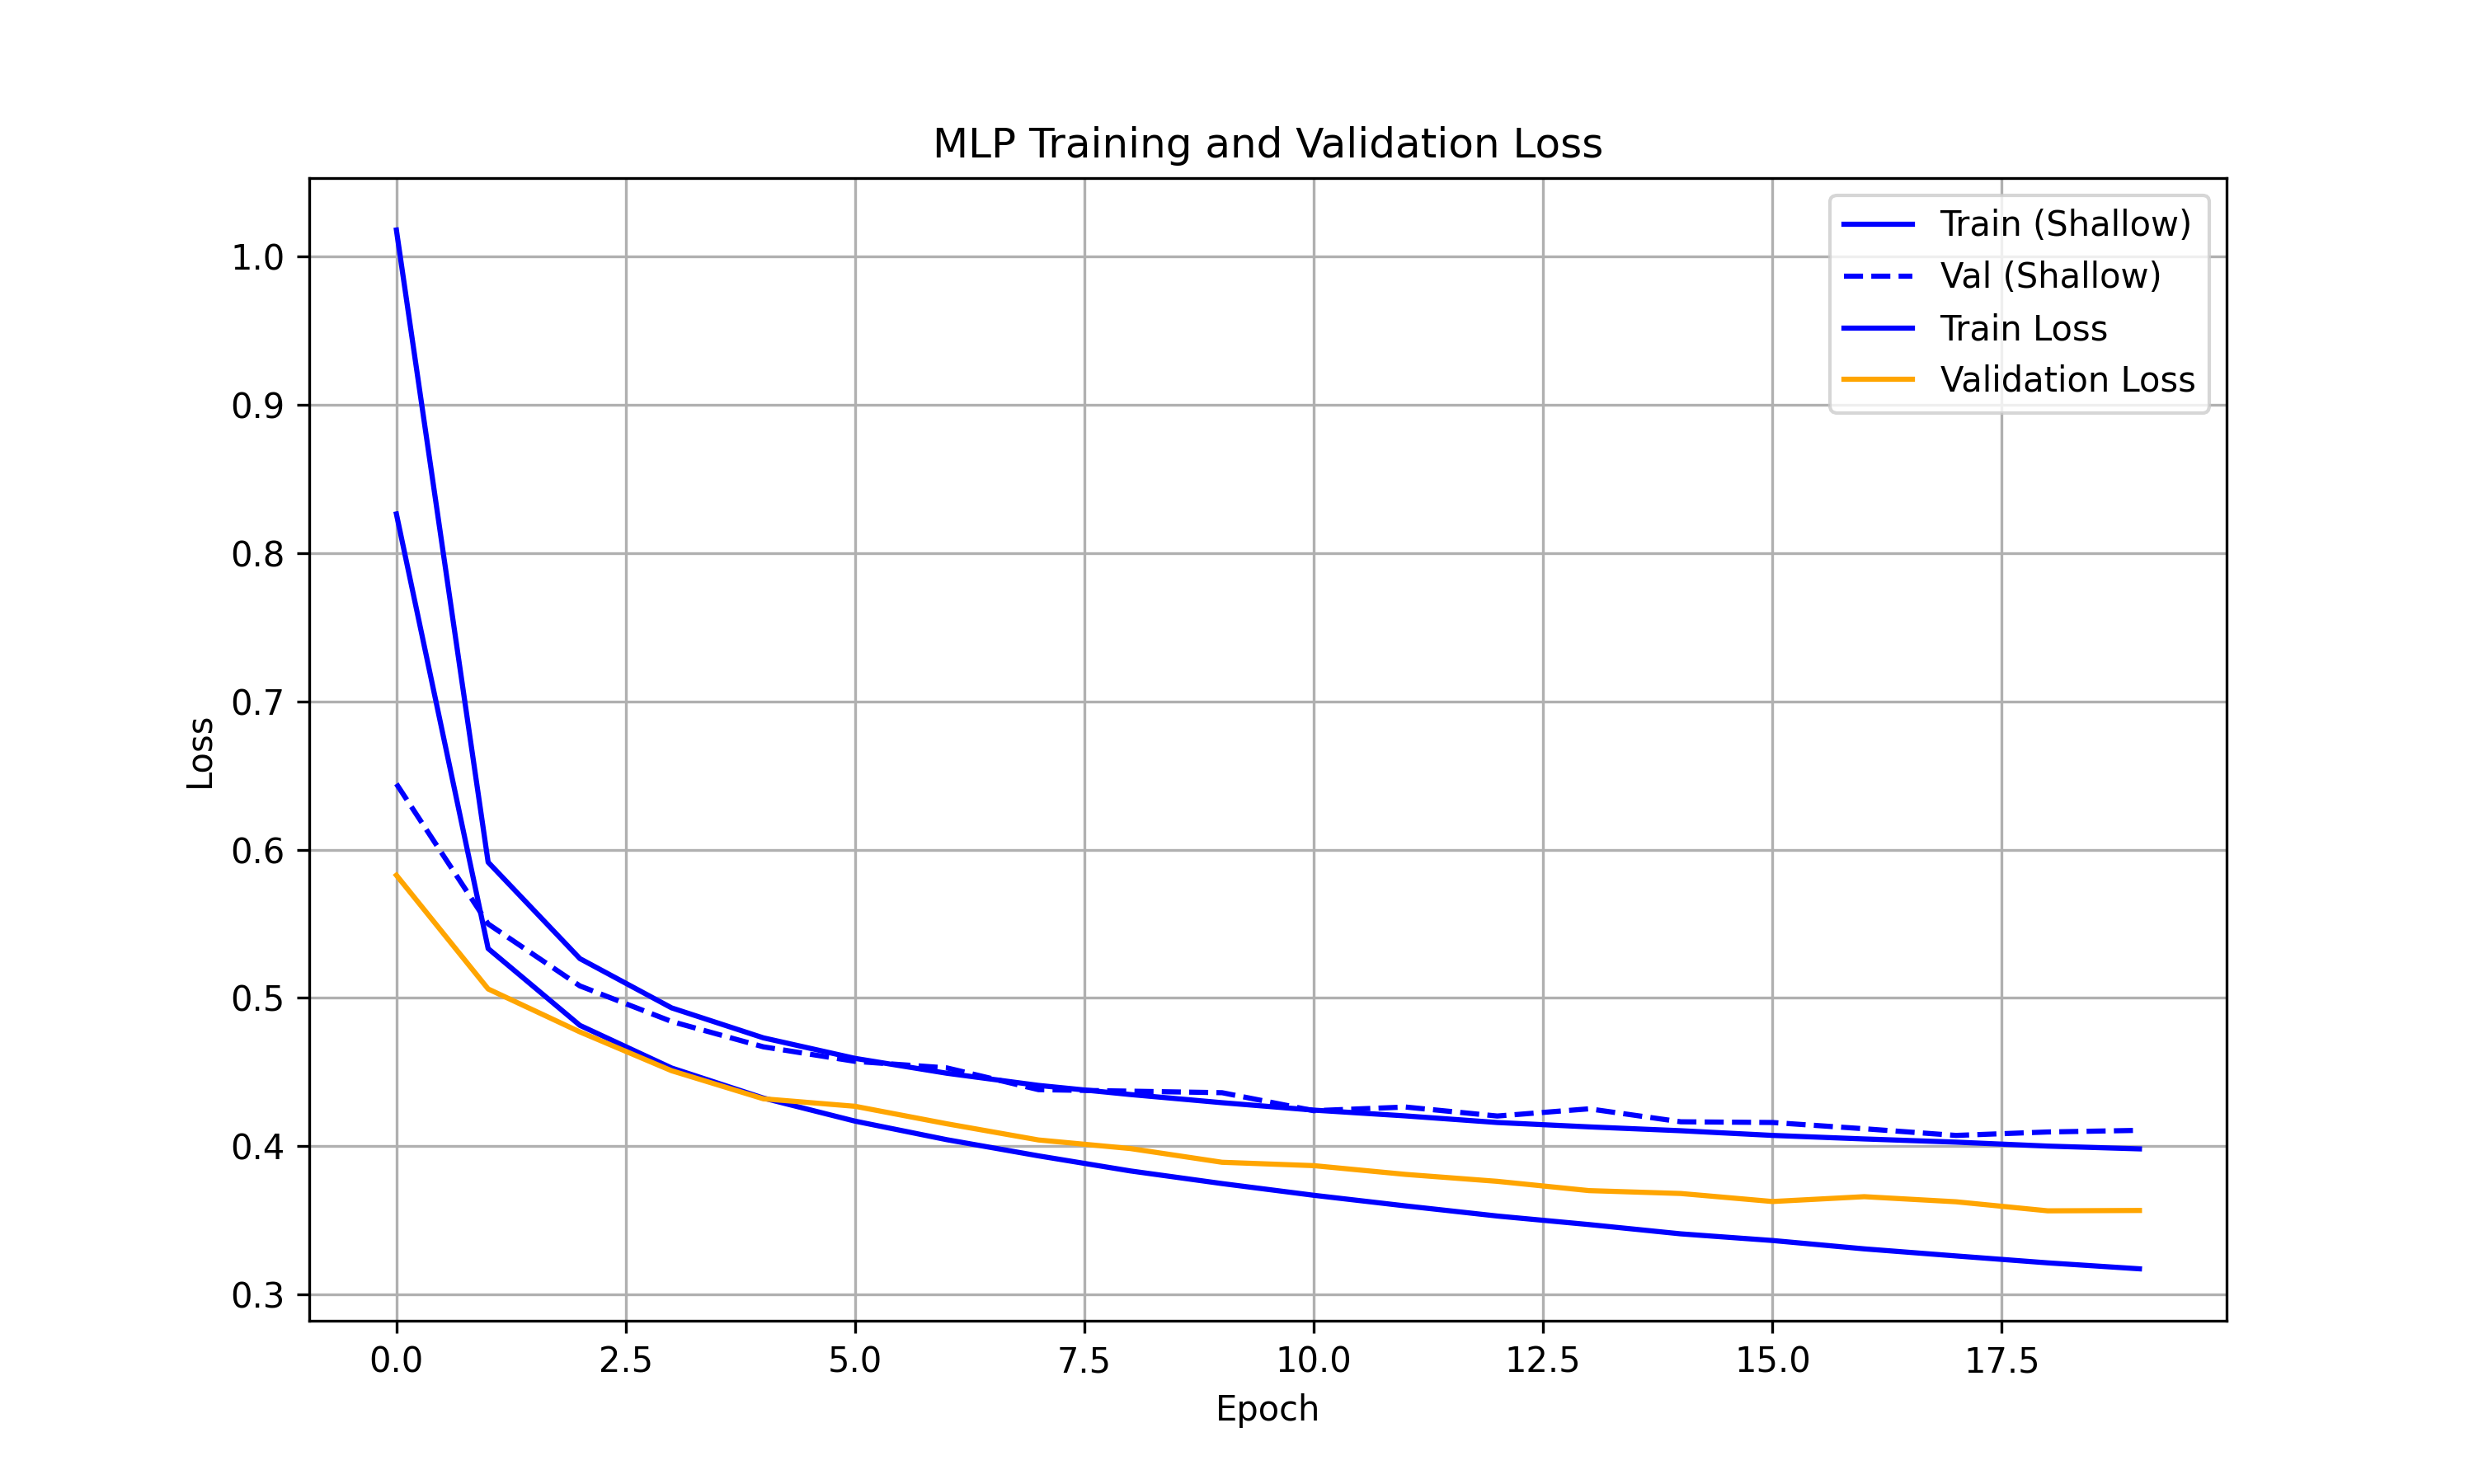 MLP Training and Validation Loss
Train (Shallow)
Val (Shallow)
Train Loss
Validation Loss
1.0
0.9
0.8
0.7
0.6
0.5
0.4
0.3
Loss
0.0 2.5 5.0 7.5 10.0 12.5 15.0 17.5
Epoch